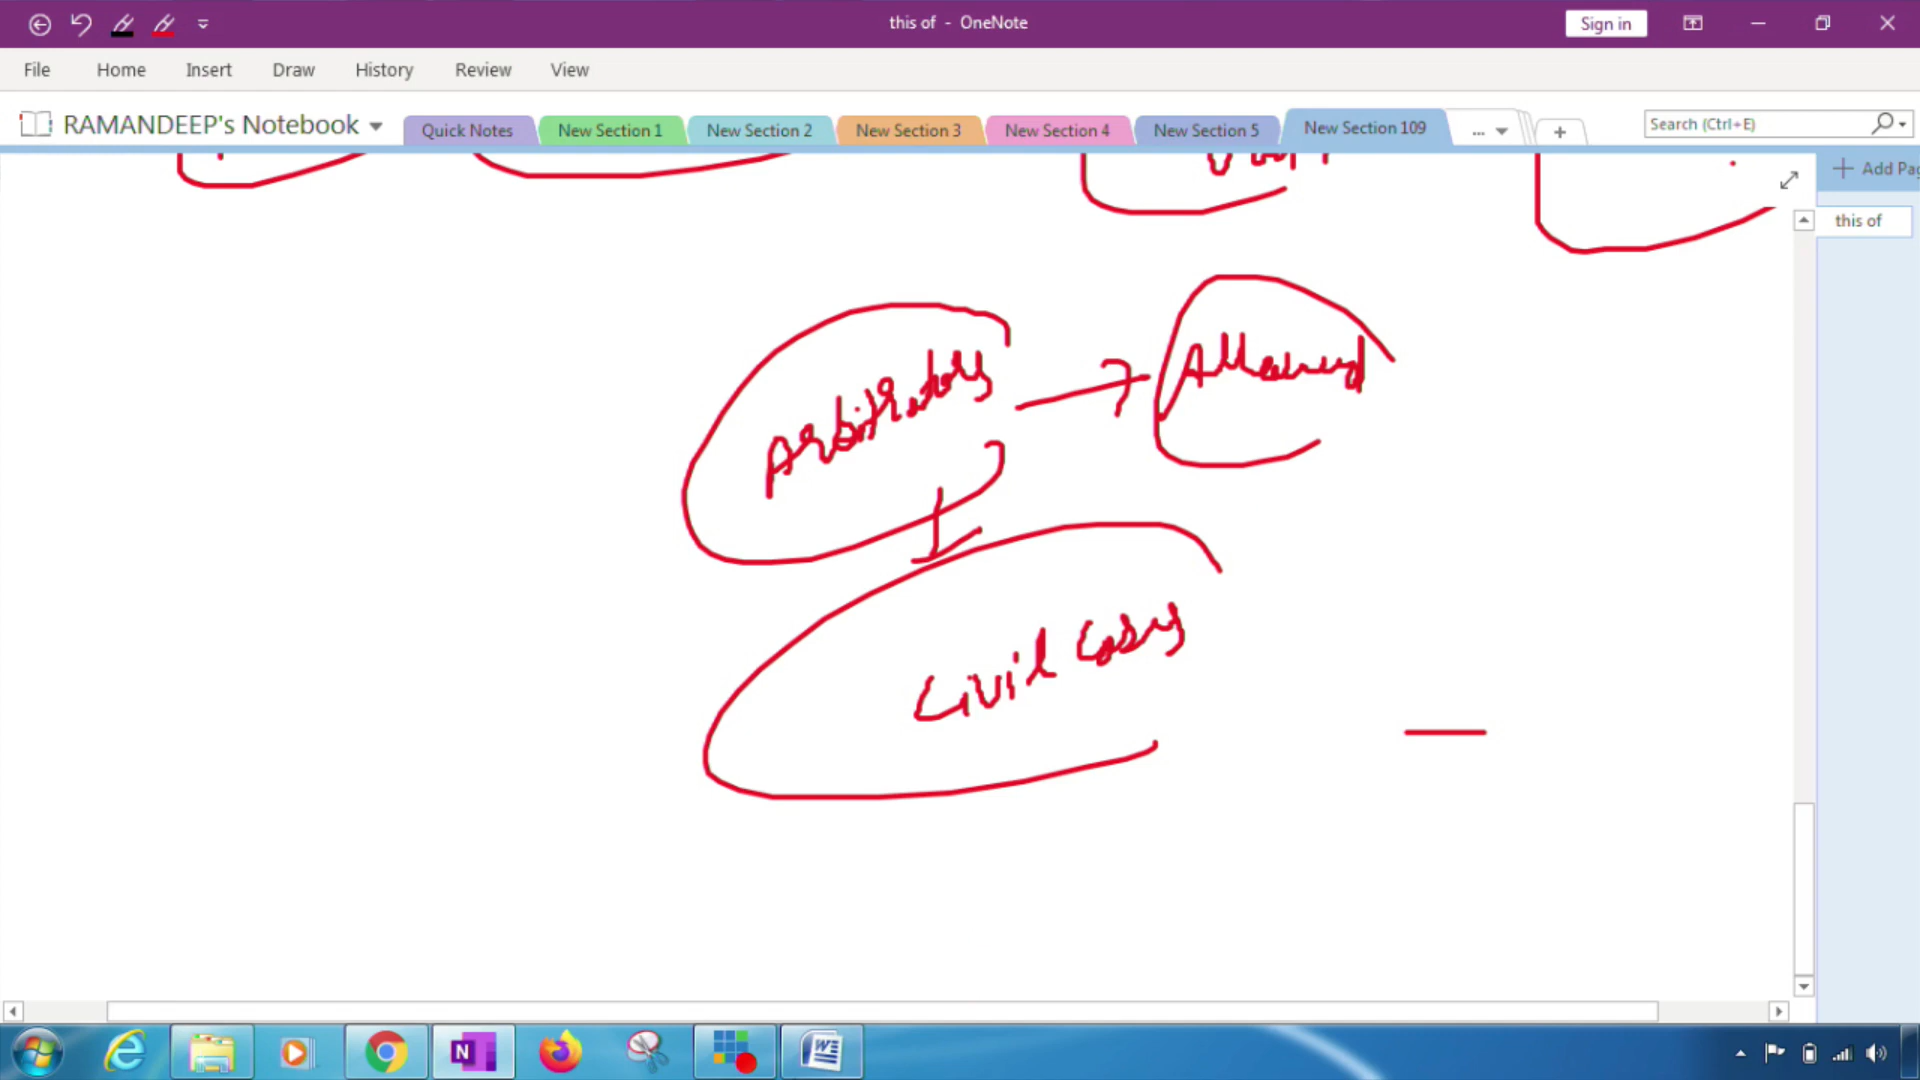 this of - OneNote
Sign in
File Home Insert Draw History Review View
RAMANDEEP's Notebook
Quick Notes New Section 1 New Section 2 New Section 3 New Section 4 New Section 5 New Section 109 ...
Search (Ctrl+E)
Add Pag
this of
Arbitrators
Civil Cases